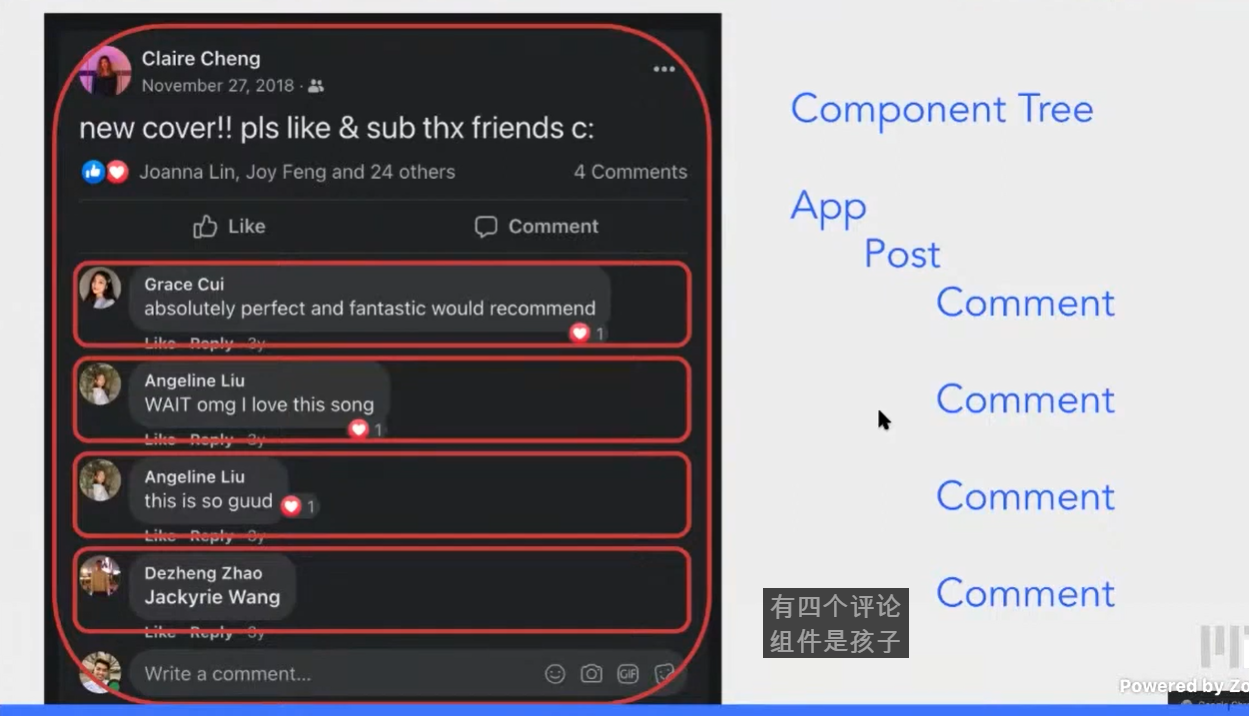 Claire Cheng
November 27, 2018 ·
new cover!! pls like & sub thx friends c:
Joanna Lin, Joy Feng and 24 others 4 Comments
Like Comment
Grace Cui
absolutely perfect and fantastic would recommend
1
Like Reply 3y
Angeline Liu
WAIT omg I love this song
1
Like Reply 3y
Angeline Liu
this is so guud
1
Like Reply 3y
Dezheng Zhao
Jackyrie Wang
Like Reply 3y
Write a comment...
GIF
Component Tree
App
Post
Comment
Comment
Comment
Comment
有四个评论
组件是孩子
Powered by Zo